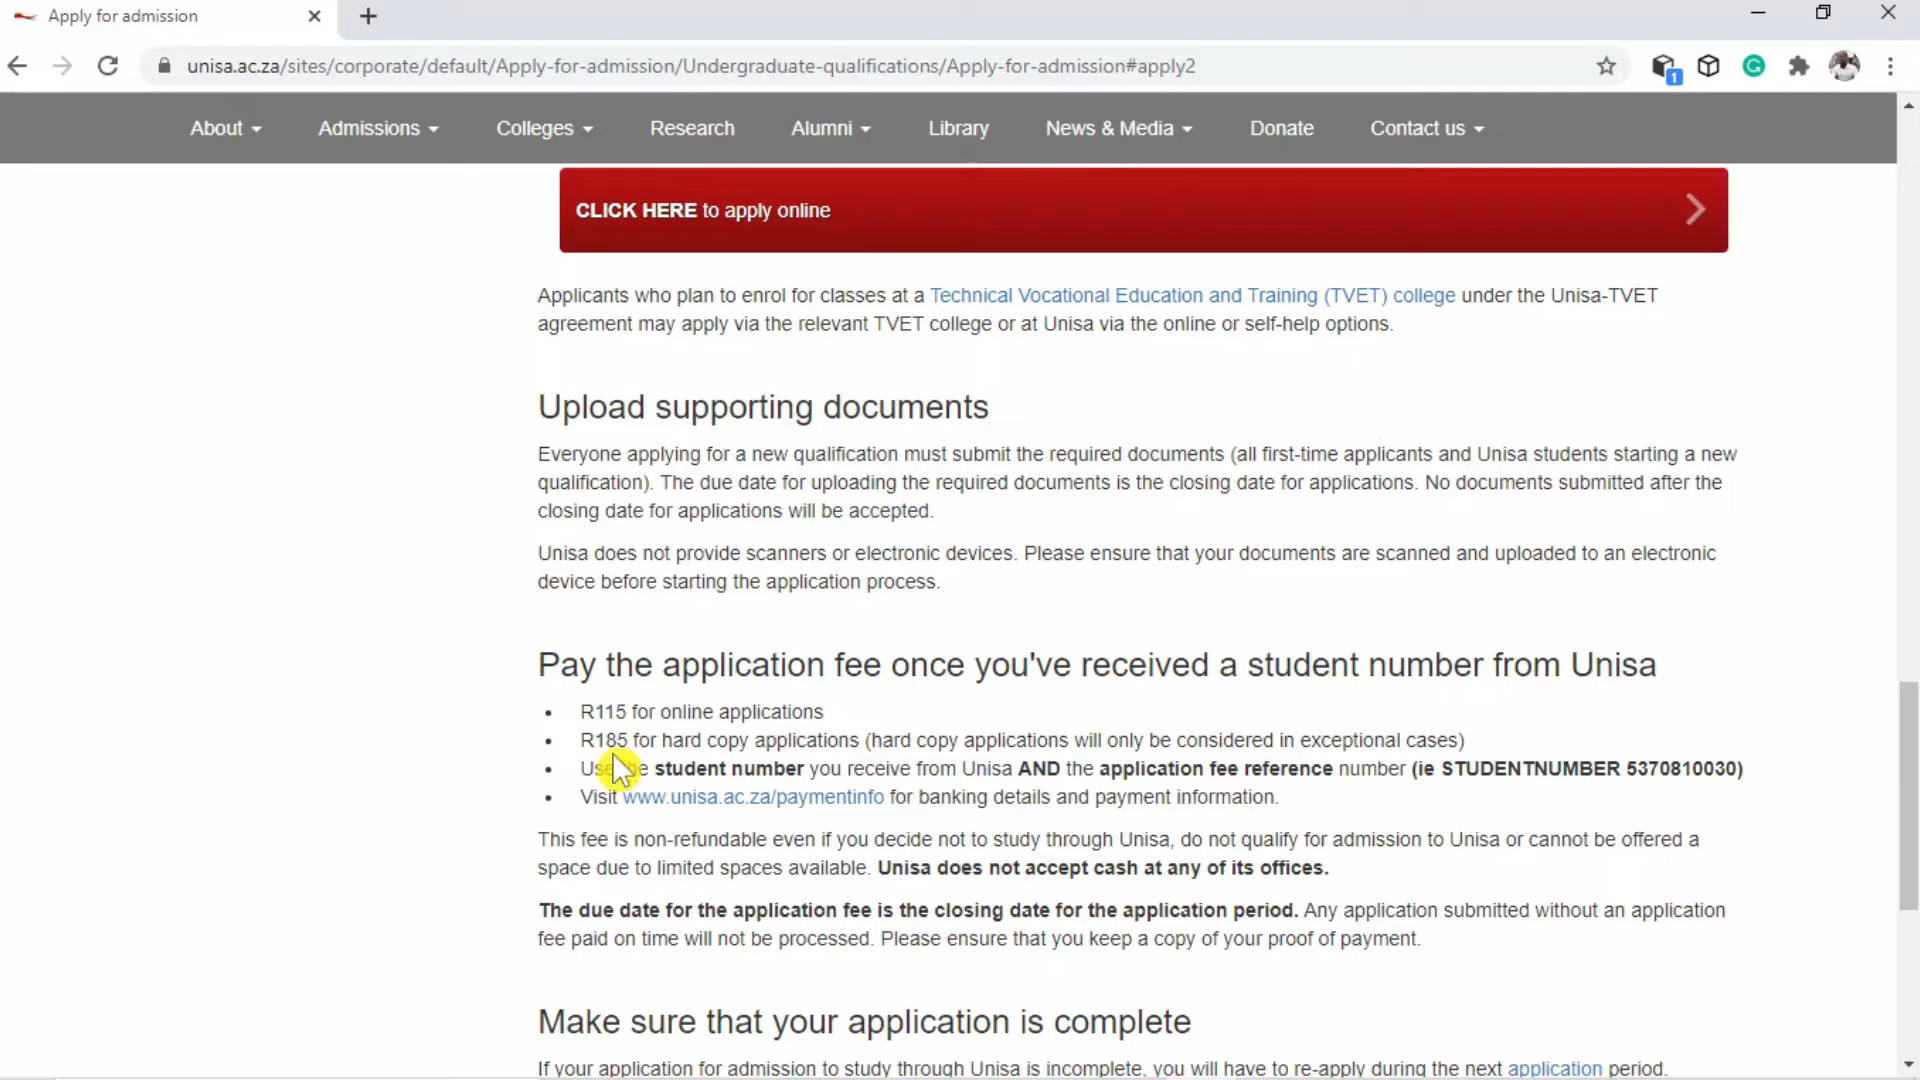 Apply for admission
unisa.ac.za/sites/corporate/default/Apply-for-admission/Undergraduate-qualifications/Apply-for-admission#apply2
1
About Admissions Colleges Research Alumni Library News & Media Donate Contact us
CLICK HERE to apply online
Applicants who plan to enrol for classes at a Technical Vocational Education and Training (TVET) college under the Unisa-TVET
agreement may apply via the relevant TVET college or at Unisa via the online or self-help options.
Upload supporting documents
Everyone applying for a new qualification must submit the required documents (all first-time applicants and Unisa students starting a new
qualification). The due date for uploading the required documents is the closing date for applications. No documents submitted after the
closing date for applications will be accepted.
Unisa does not provide scanners or electronic devices. Please ensure that your documents are scanned and uploaded to an electronic
device before starting the application process.
Pay the application fee once you've received a student number from Unisa
• R115 for online applications
• R185 for hard copy applications (hard copy applications will only be considered in exceptional cases)
• Use the student number you receive from Unisa AND the application fee reference number (ie STUDENTNUMBER 5370810030)
• Visit www.unisa.ac.za/paymentinfo for banking details and payment information.
This fee is non-refundable even if you decide not to study through Unisa, do not qualify for admission to Unisa or cannot be offered a
space due to limited spaces available. Unisa does not accept cash at any of its offices.
The due date for the application fee is the closing date for the application period. Any application submitted without an application
fee paid on time will not be processed. Please ensure that you keep a copy of your proof of payment.
Make sure that your application is complete
If your application for admission to study through Unisa is incomplete, you will have to re-apply during the next application period.